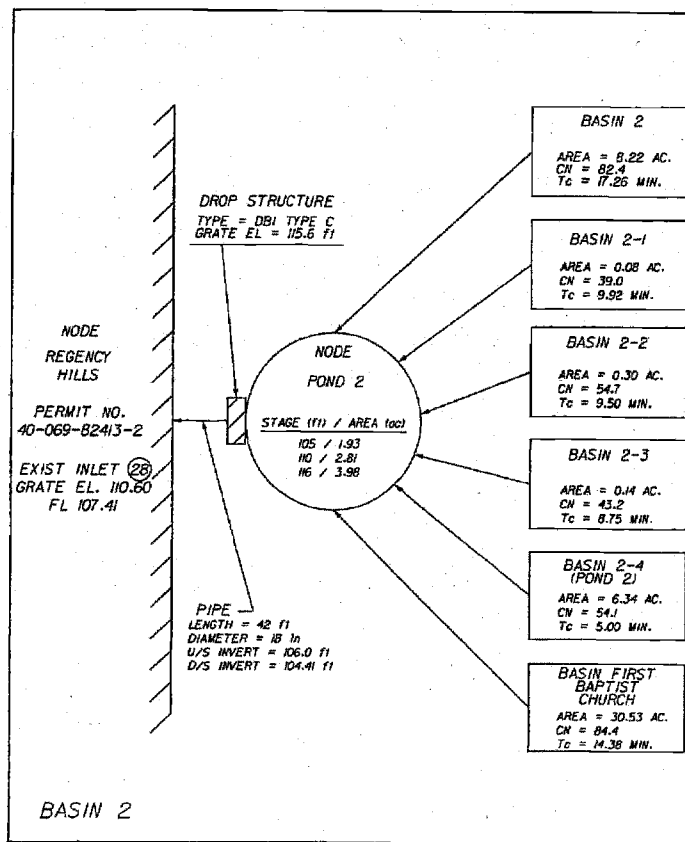 BASIN 2
AREA = 8.22 AC.
CN = 82.4
Tc = 17.26 MIN.
DROP STRUCTURE
TYPE = DBI TYPE C
GRATE EL = 115.6 ft
BASIN 2-1
AREA = 0.08 AC.
CN = 39.0
Tc = 9.92 MIN.
BASIN 2-2
AREA = 0.30 AC.
CN = 54.7
Tc = 9.50 MIN.
NODE
REGENCY
HILLS
PERMIT NO.
40-069-82413-2
EXIST INLET 28
GRATE EL. 110.60
FL 107.41
NODE
POND 2
STAGE (ft) / AREA (ac)
105 / 1.93
110 / 2.81
116 / 3.98
BASIN 2-3
AREA = 0.14 AC.
CN = 43.2
Tc = 8.75 MIN.
BASIN 2-4
(POND 2)
AREA = 6.34 AC.
CN = 54.1
Tc = 5.00 MIN.
PIPE
LENGTH = 42 ft
DIAMETER = 18 in
U/S INVERT = 106.0 ft
D/S INVERT = 104.41 ft
BASIN FIRST
BAPTIST
CHURCH
AREA = 30.53 AC.
CN = 84.4
Tc = 14.38 MIN.
BASIN 2